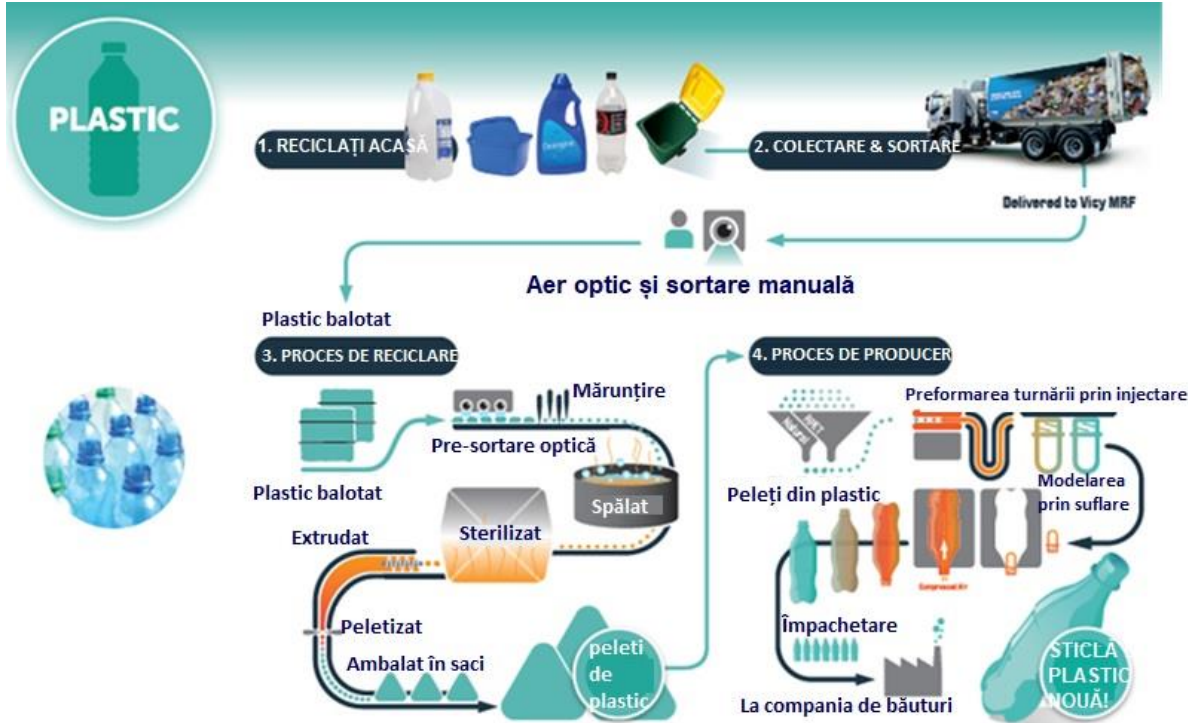 PLASTIC
1. RECICLAȚI ACASĂ
2. COLECTARE & SORTARE
Delivered to Vicy MRF
Aer optic și sortare manuală
Plastic balotat
3. PROCES DE RECICLARE
4. PROCES DE PRODUCER
Mărunțire
Pre-sortare optică
Plastic balotat
Spălat
Sterilizat
Extrudat
Peletizat
Ambalat în saci
peleti
de
plastic
Natural
Preformarea turnării prin injectare
Peleți din plastic
Modelarea
prin suflare
Compressed Air
Împachetare
La compania de băuturi
STICLĂ
PLASTIC
NOUĂ!